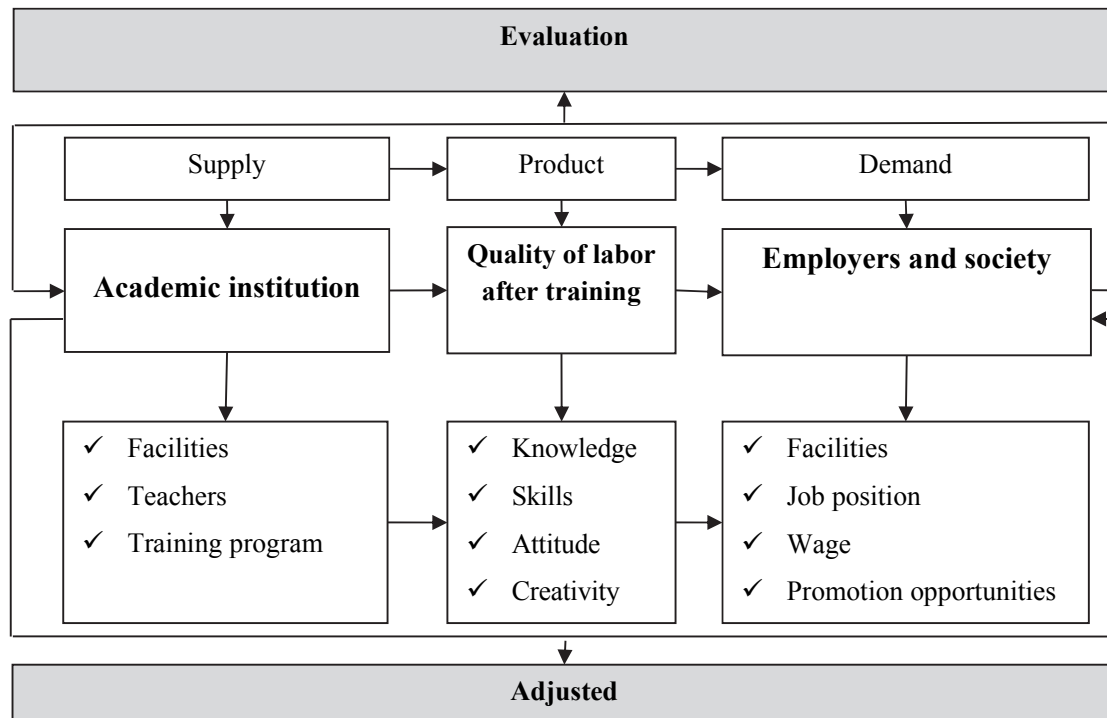 Evaluation
Supply
Product
Demand
Academic institution
Quality of labor
after training
Employers and society
Facilities
Teachers
Training program
Knowledge
Skills
Attitude
Creativity
Facilities
Job position
Wage
Promotion opportunities
Adjusted